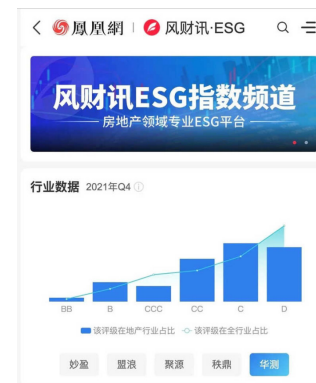 鳳凰網 | 风财讯·ESG
风财讯ESG指数频道
房地产领域专业ESG平台
行业数据 2021年Q4
BB B CCC CC C D
该评级在地产行业占比 该评级在全行业占比
妙盈 盟浪 聚源 秩鼎 华测